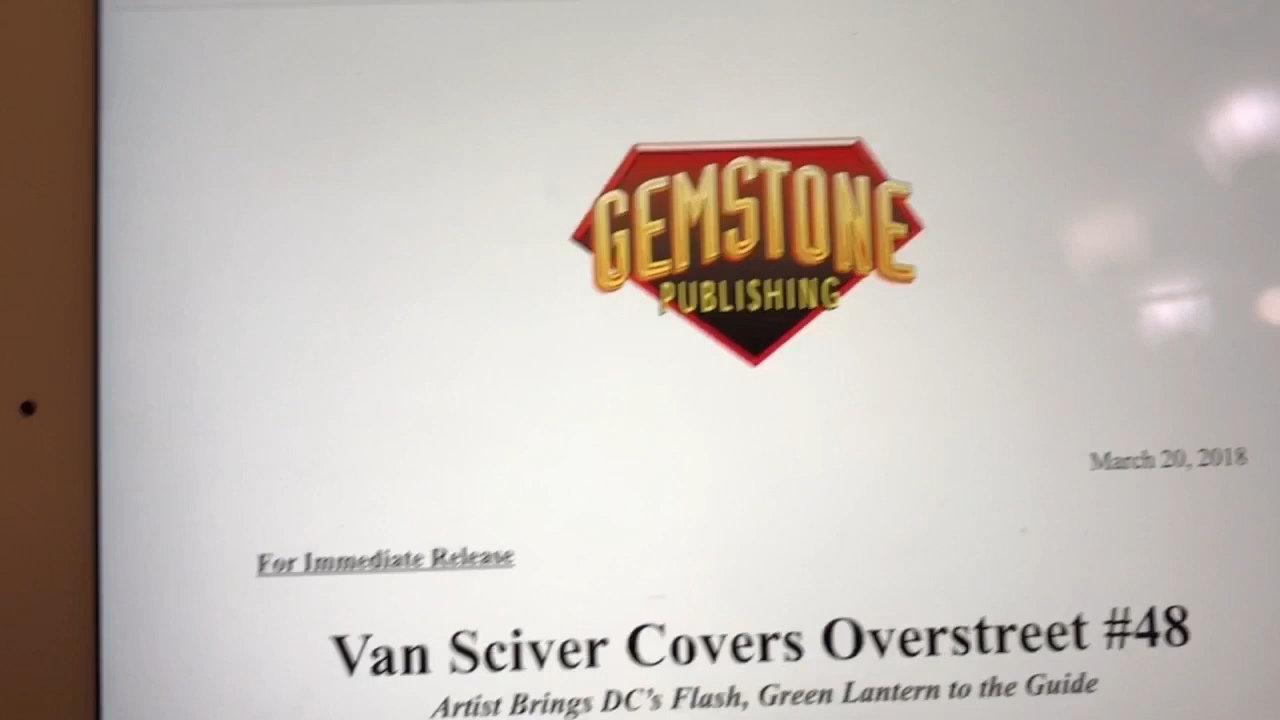 GEMSTONE
PUBLISHING
March 20, 2018
For Immediate Release
Van Sciver Covers Overstreet #48
Artist Brings DC's Flash, Green Lantern to the Guide